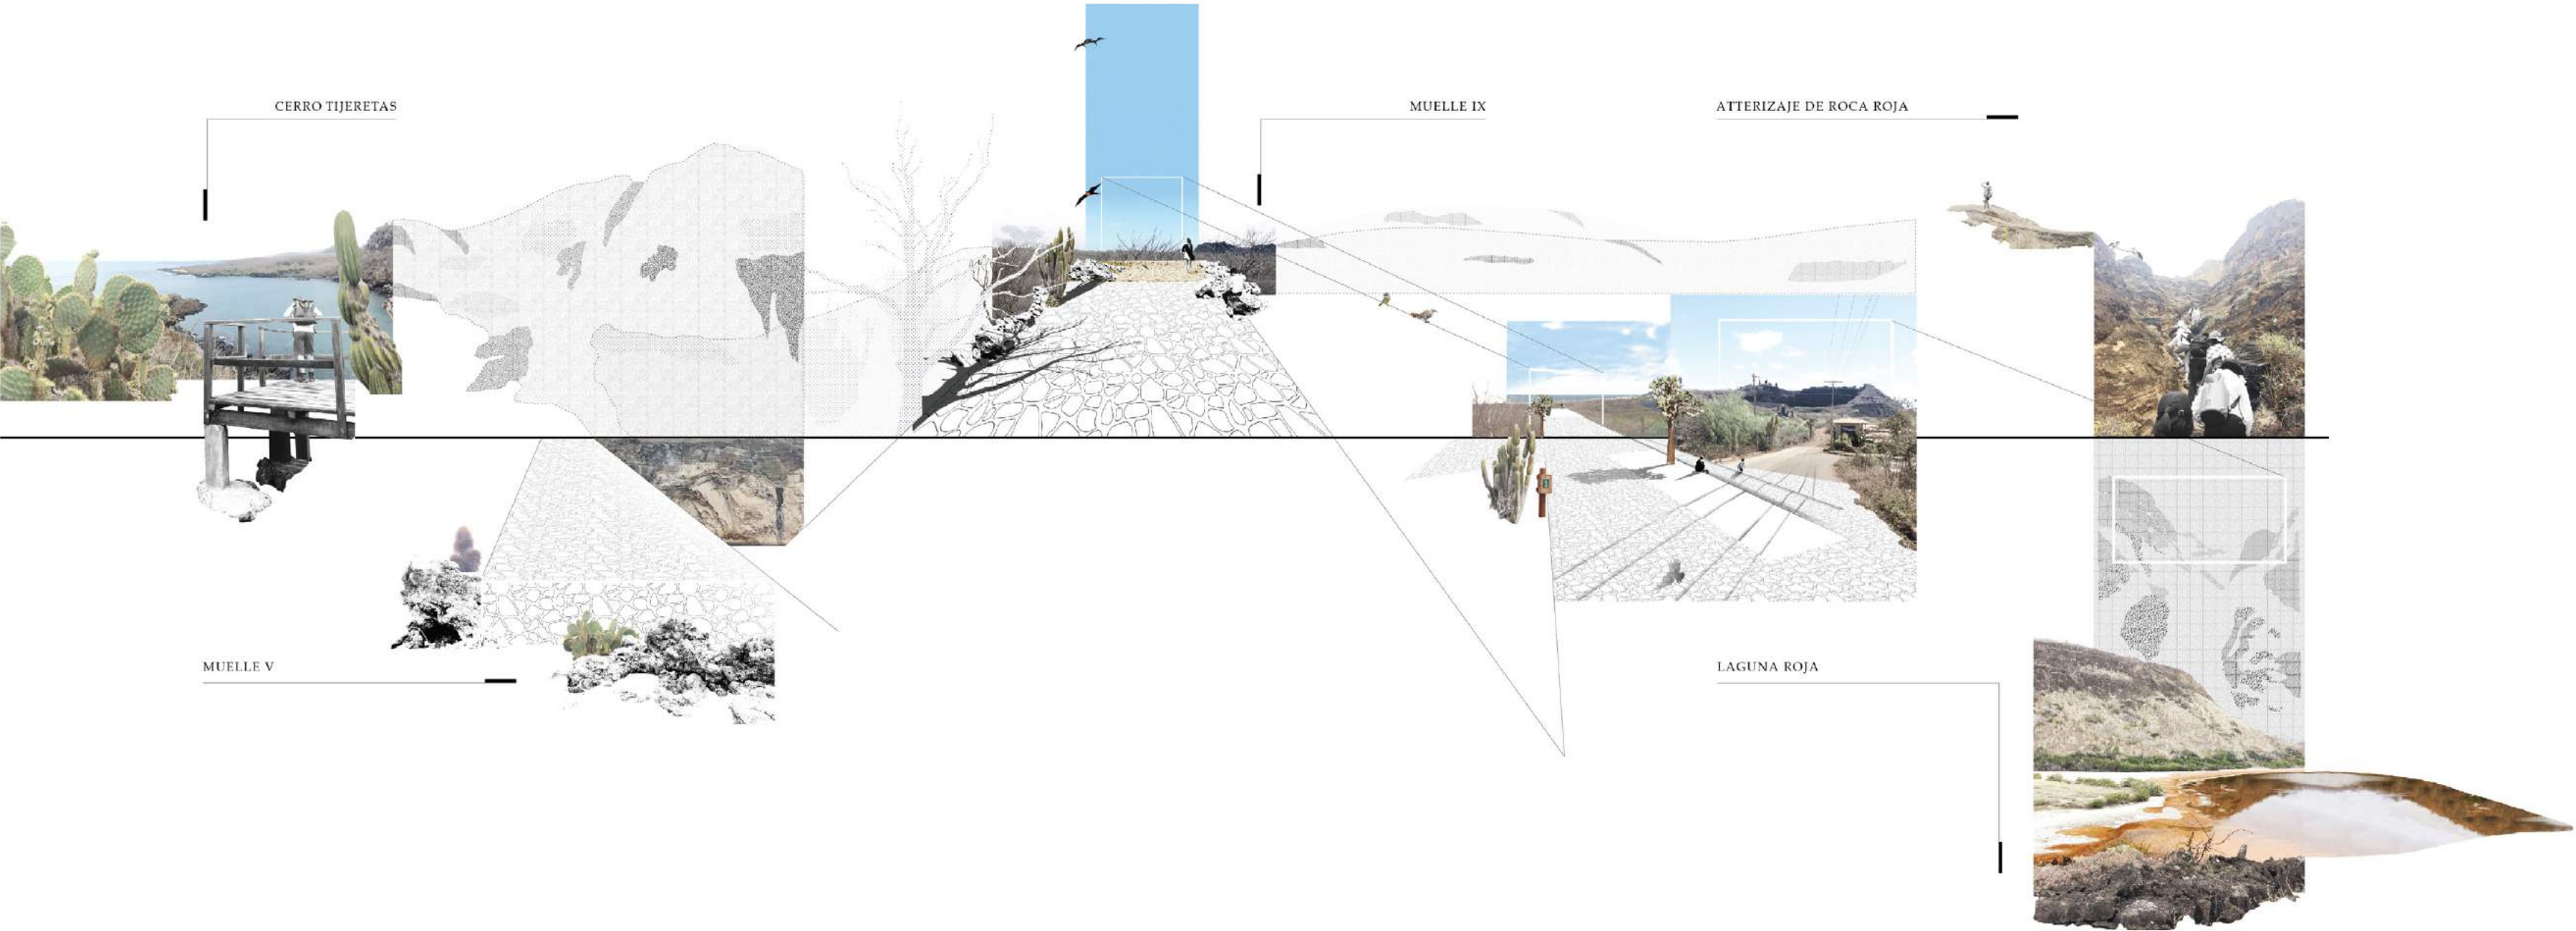 CERRO TIJERETAS
MUELLE IX
ATTERIZAJE DE ROCA ROJA
MUELLE V
LAGUNA ROJA